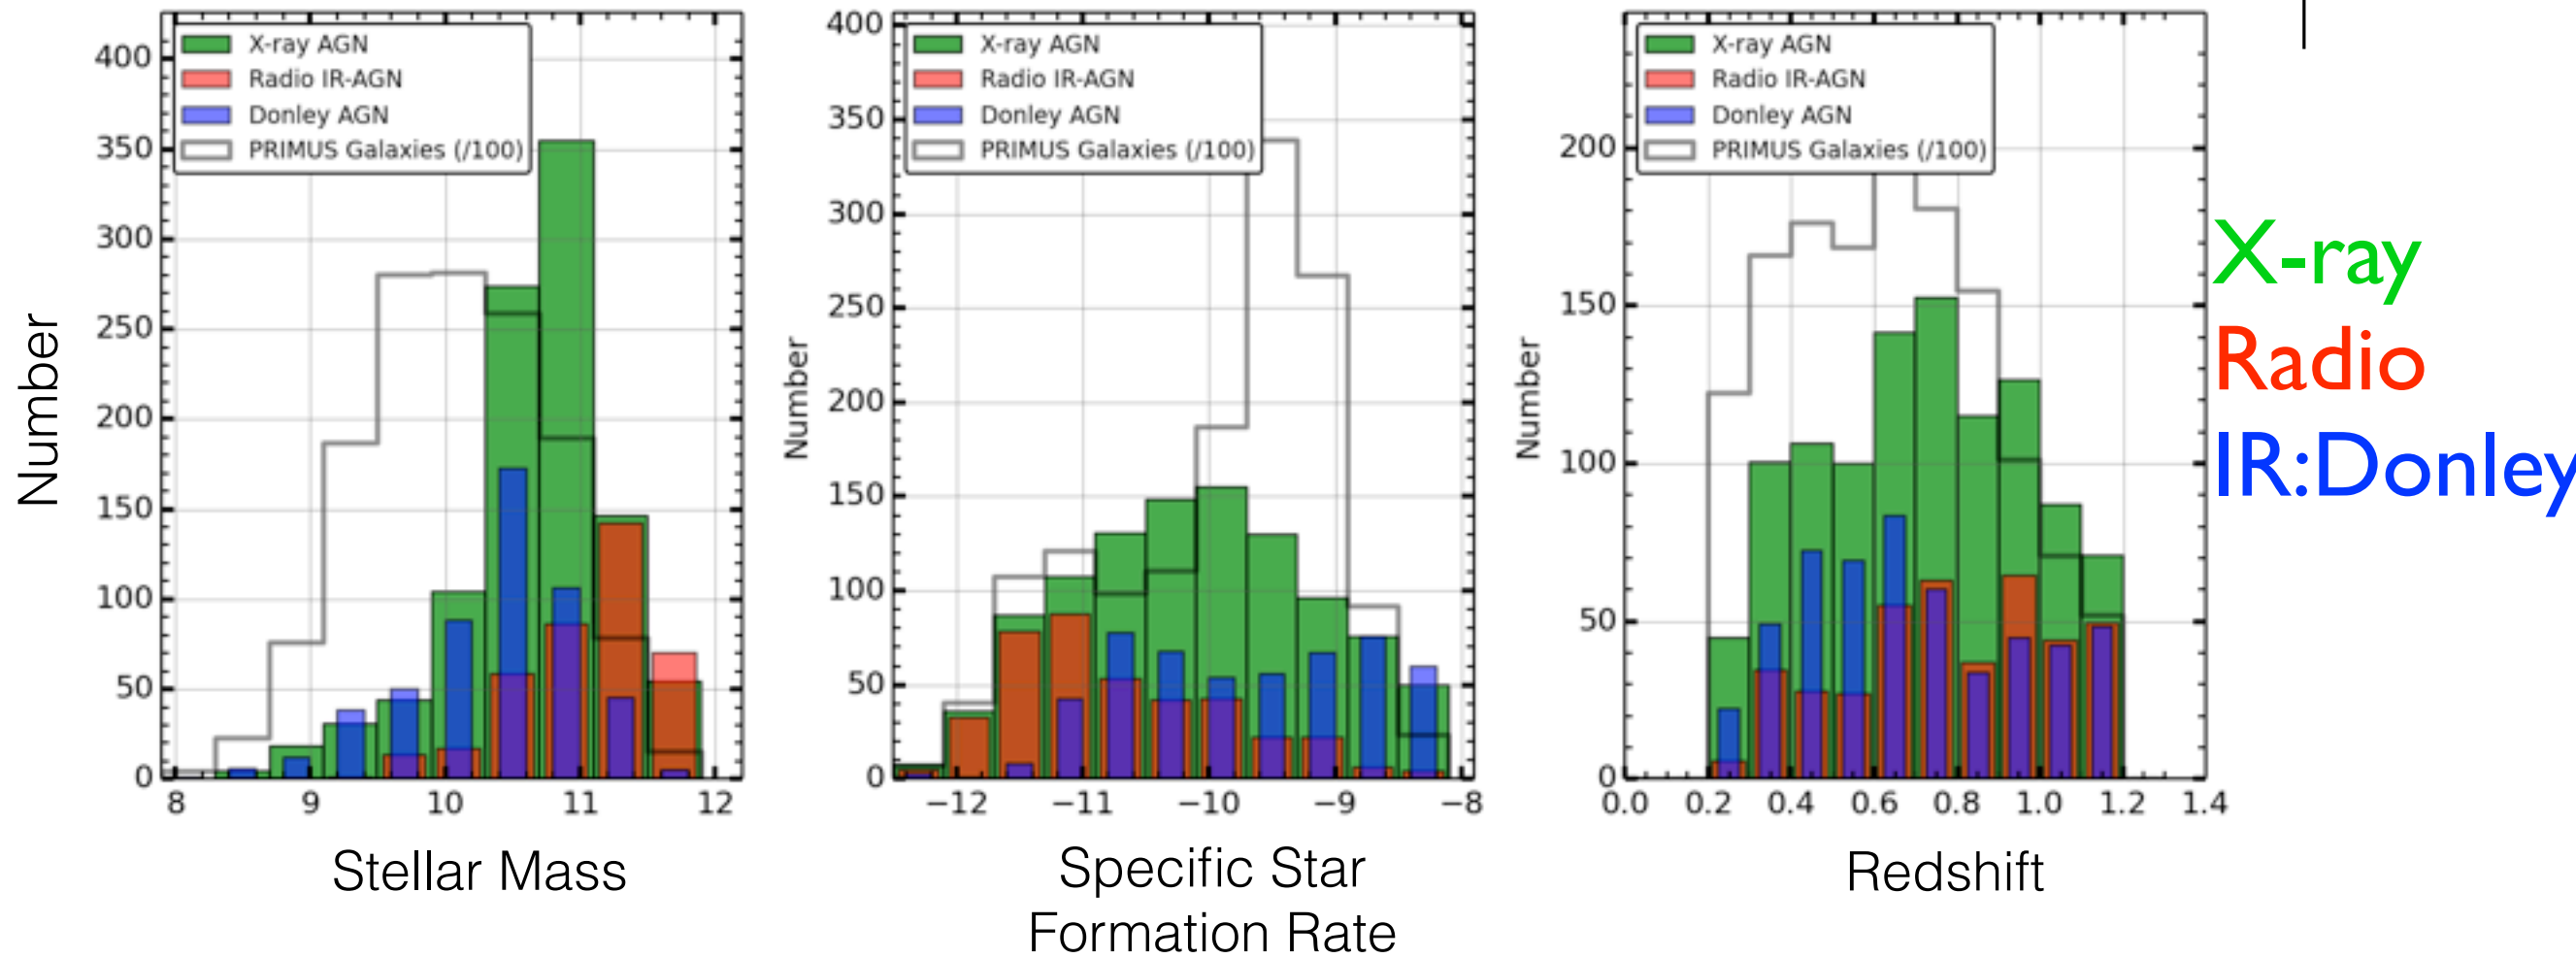 X-ray AGN
Radio IR-AGN
Donley AGN
PRIMUS Galaxies (/100)
400
350
300
250
200
150
100
50
0
Number
8 9 10 11 12
Stellar Mass
X-ray AGN
Radio IR-AGN
Donley AGN
PRIMUS Galaxies (/100)
400
350
300
250
200
150
100
50
0
Number
−12 −11 −10 −9 −8
Specific Star
Formation Rate
X-ray AGN
Radio IR-AGN
Donley AGN
PRIMUS Galaxies (/100)
200
150
100
50
0
Number
0.0 0.2 0.4 0.6 0.8 1.0 1.2 1.4
Redshift
X-ray
Radio
IR:Donley